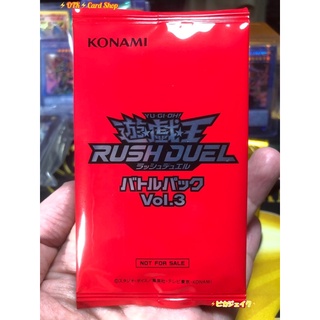 ⚡OTK⚡Card Shop
KONAMI
YU-GI-OH!
遊戯王
RUSH DUEL
ラッシュデュエル
バトルパック
Vol.3
NOT FOR SALE